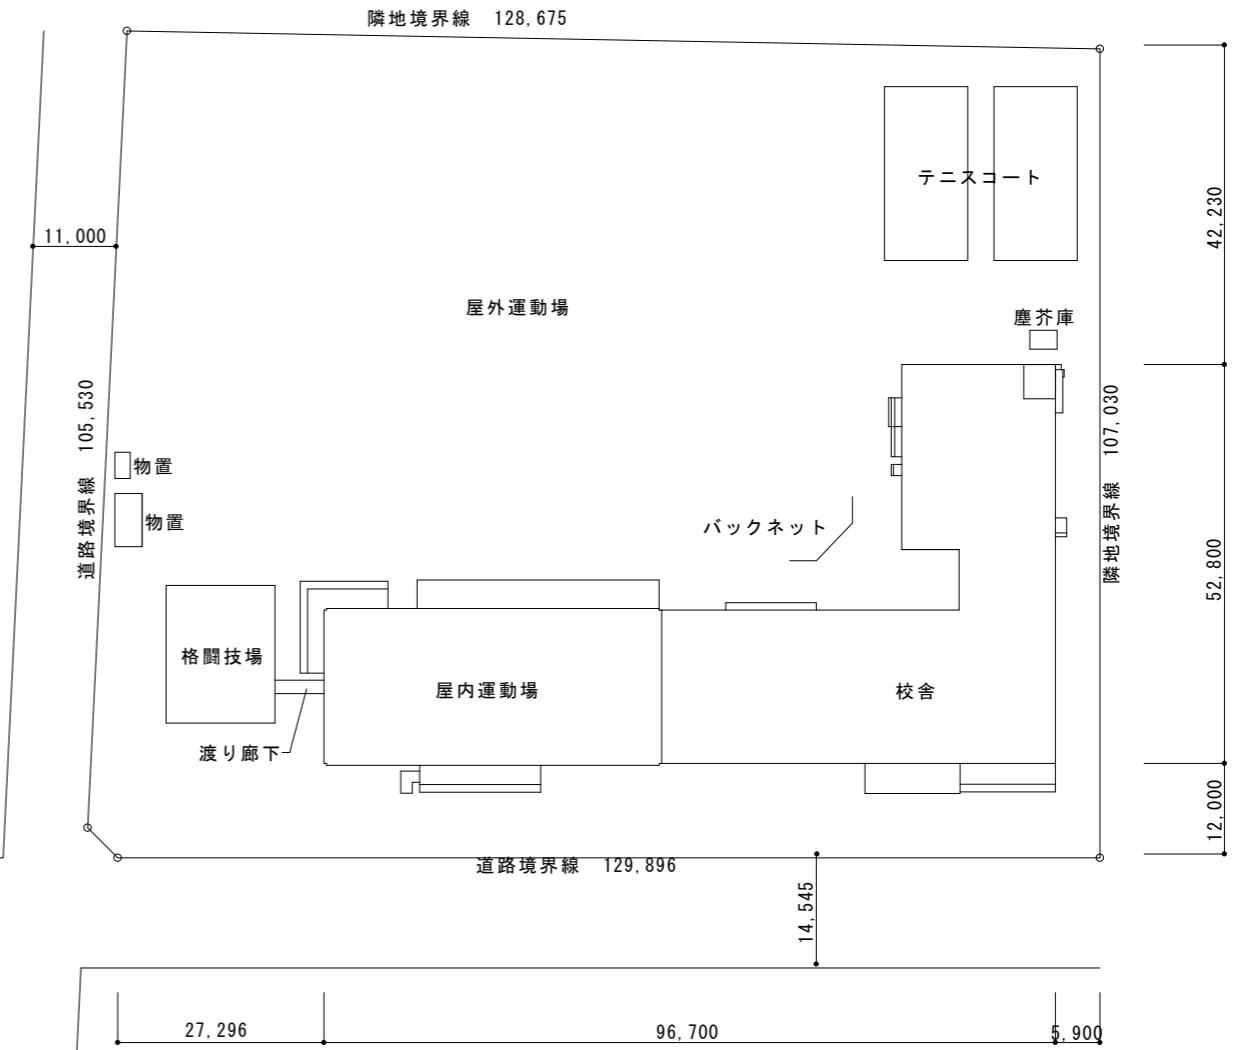 隣地境界線 128,675
テニスコート
42,230
11,000
屋外運動場
塵芥庫
道路境界線 105,530
隣地境界線 107,030
物置
物置
バックネット
52,800
格闘技場
屋内運動場
校舎
渡り廊下
12,000
道路境界線 129,896
14,545
27,296
96,700
5,900